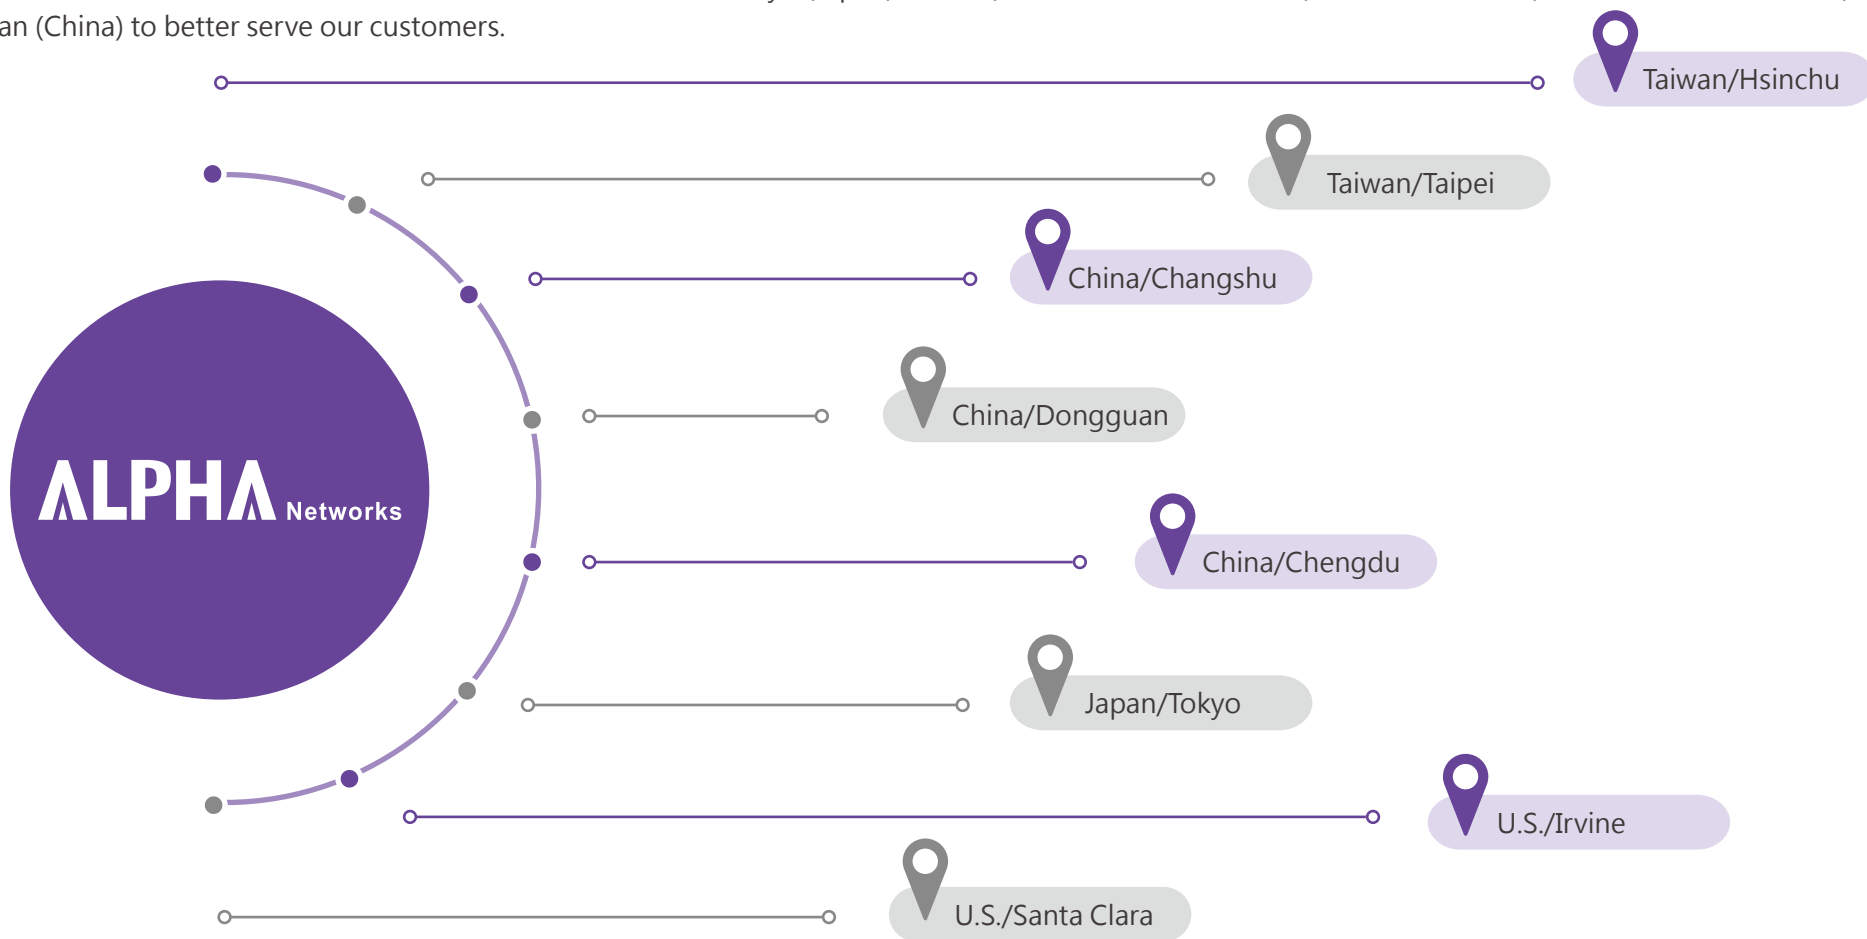 an (China) to better serve our customers.
Taiwan/Hsinchu
Taiwan/Taipei
China/Changshu
China/Dongguan
ALPHA Networks
China/Chengdu
Japan/Tokyo
U.S./Irvine
U.S./Santa Clara